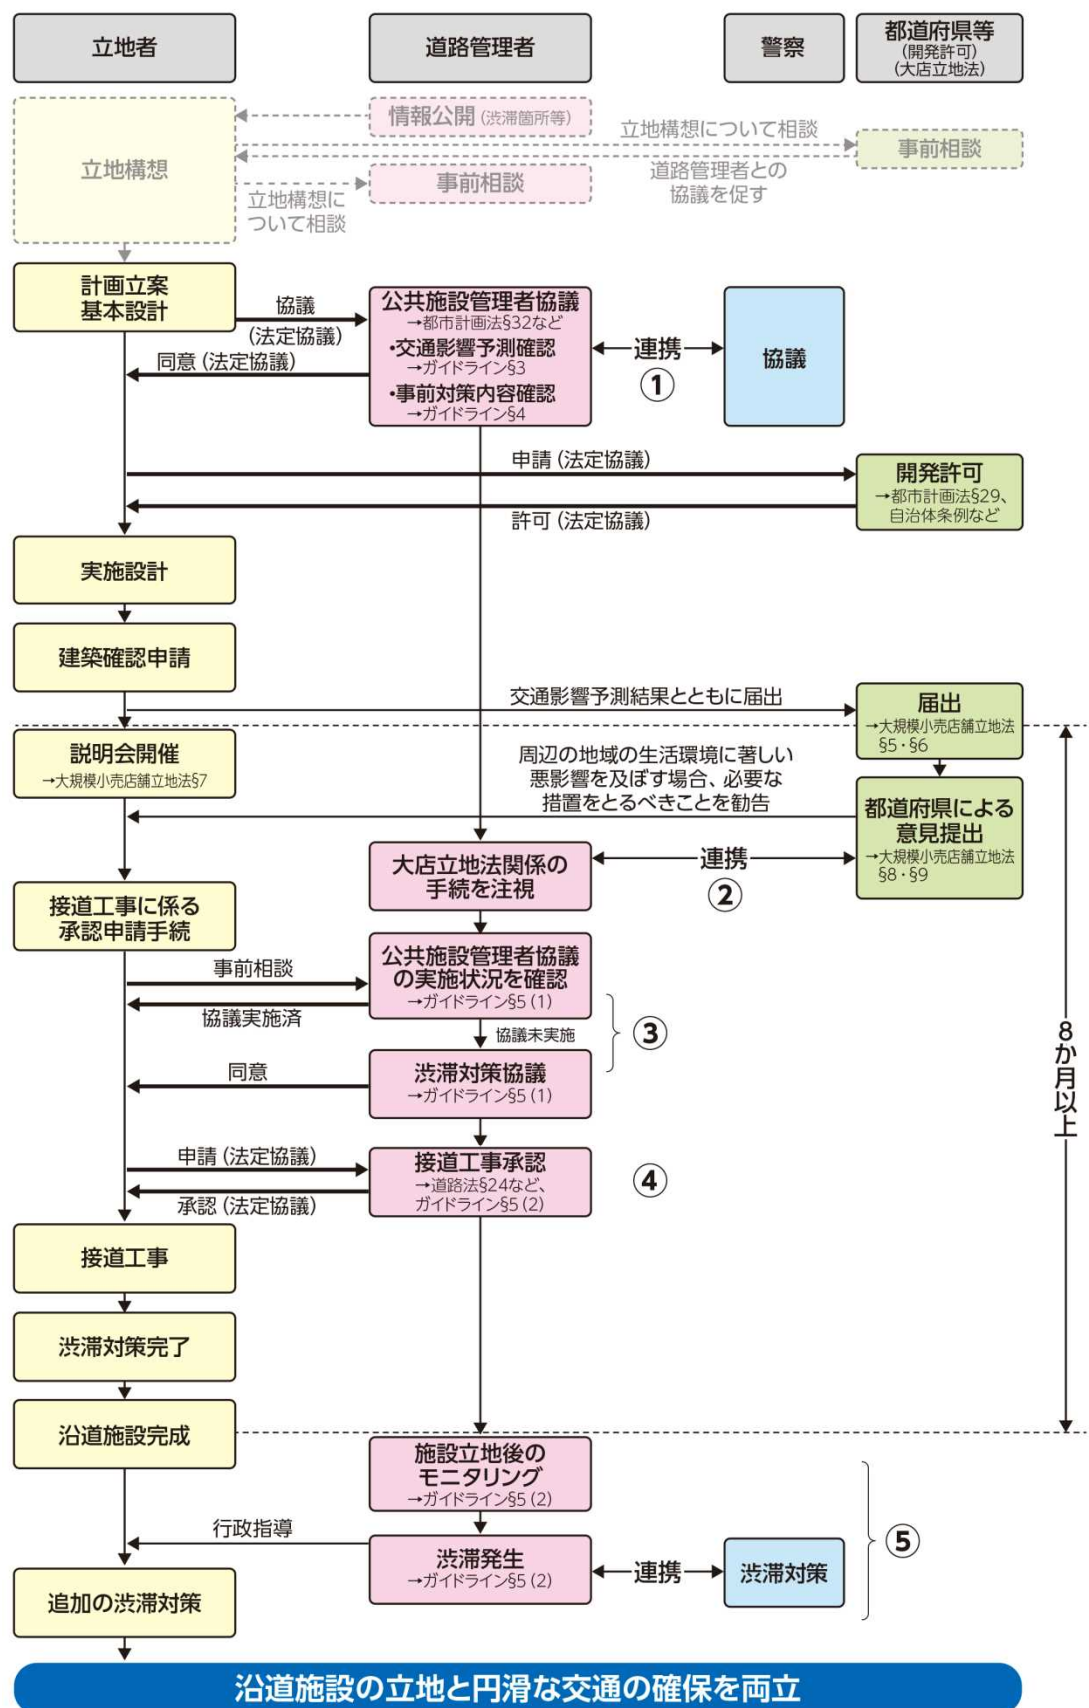 立地者
道路管理者
警察
都道府県等
(開発許可)
(大店立地法)
立地構想
情報公開 (渋滞箇所等)
立地構想について相談
事前相談
道路管理者との
協議を促す
事前相談
立地構想に
ついて相談
計画立案
基本設計
協議
(法定協議)
同意 (法定協議)
公共施設管理者協議
→都市計画法§32など
・交通影響予測確認
→ガイドライン§3
・事前対策内容確認
→ガイドライン§4
連携
①
協議
申請 (法定協議)
許可 (法定協議)
開発許可
→都市計画法§29、
自治体条例など
実施設計
建築確認申請
交通影響予測結果とともに届出
届出
→大規模小売店舗立地法
§5・§6
説明会開催
→大規模小売店舗立地法§7
周辺の地域の生活環境に著しい
悪影響を及ぼす場合、必要な
措置をとるべきことを勧告
都道府県による
意見提出
→大規模小売店舗立地法
§8・§9
大店立地法関係の
手続を注視
連携
②
接道工事に係る
承認申請手続
事前相談
協議実施済
公共施設管理者協議
の実施状況を確認
→ガイドライン§5 (1)
協議未実施
③
同意
渋滞対策協議
→ガイドライン§5 (1)
申請 (法定協議)
承認 (法定協議)
接道工事承認
→道路法§24など、
ガイドライン§5 (2)
④
8か月以上
接道工事
渋滞対策完了
沿道施設完成
施設立地後の
モニタリング
→ガイドライン§5 (2)
行政指導
渋滞発生
→ガイドライン§5 (2)
連携
渋滞対策
⑤
追加の渋滞対策
沿道施設の立地と円滑な交通の確保を両立